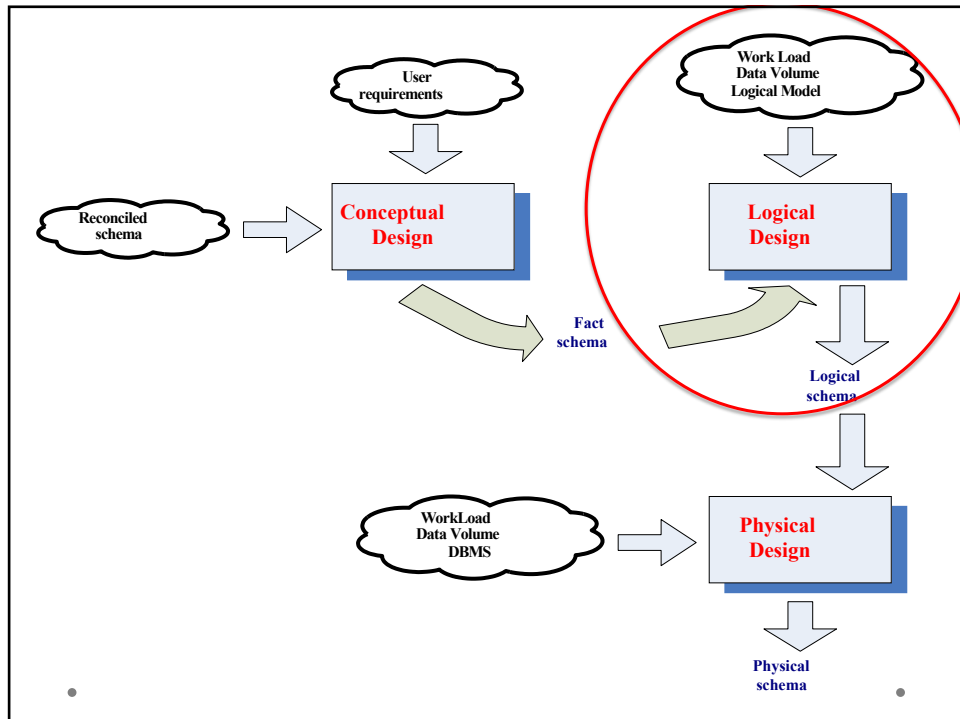 User
requirements
Work Load
Data Volume
Logical Model
Reconciled
schema
Conceptual
Design
Logical
Design
Fact
schema
Logical
schema
WorkLoad
Data Volume
DBMS
Physical
Design
Physical
schema